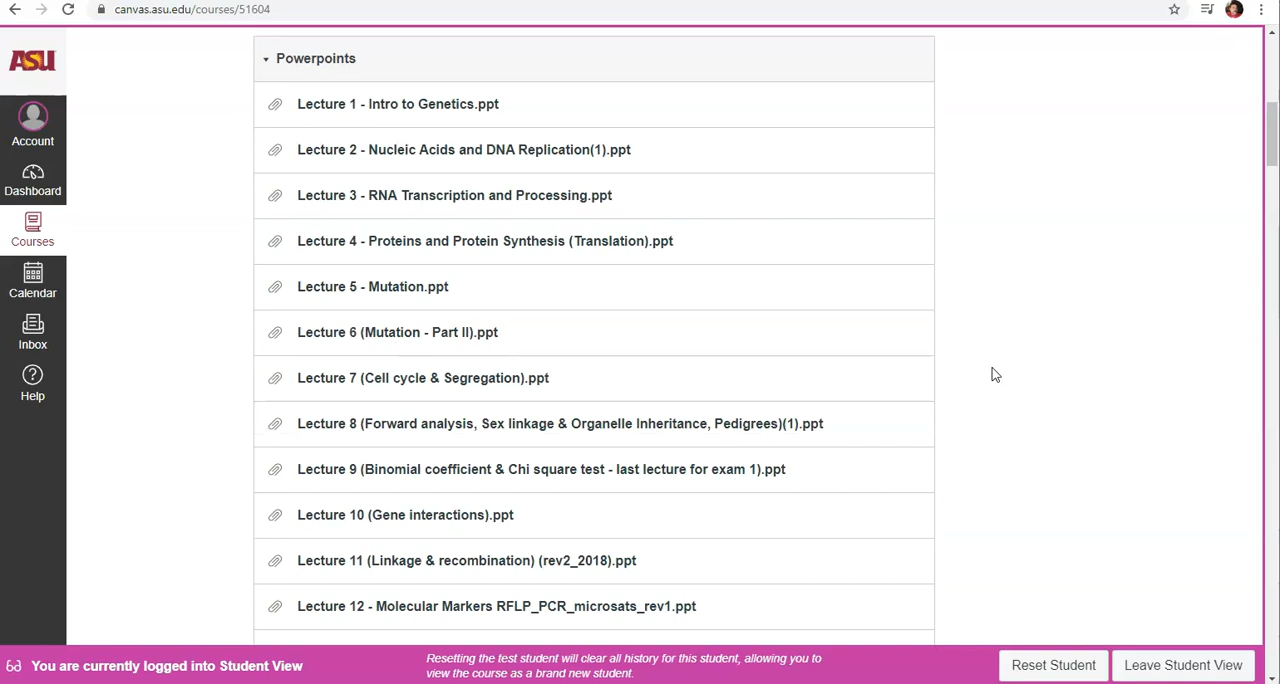 canvas.asu.edu/courses/51604
ASU
Account
Dashboard
Courses
Calendar
Inbox
Help
Powerpoints
Lecture 1 - Intro to Genetics.ppt
Lecture 2 - Nucleic Acids and DNA Replication(1).ppt
Lecture 3 - RNA Transcription and Processing.ppt
Lecture 4 - Proteins and Protein Synthesis (Translation).ppt
Lecture 5 - Mutation.ppt
Lecture 6 (Mutation - Part II).ppt
Lecture 7 (Cell cycle & Segregation).ppt
Lecture 8 (Forward analysis, Sex linkage & Organelle Inheritance, Pedigrees)(1).ppt
Lecture 9 (Binomial coefficient & Chi square test - last lecture for exam 1).ppt
Lecture 10 (Gene interactions).ppt
Lecture 11 (Linkage & recombination) (rev2_2018).ppt
Lecture 12 - Molecular Markers RFLP_PCR_microsats_rev1.ppt
You are currently logged into Student View
Resetting the test student will clear all history for this student, allowing you to
view the course as a brand new student.
Reset Student
Leave Student View